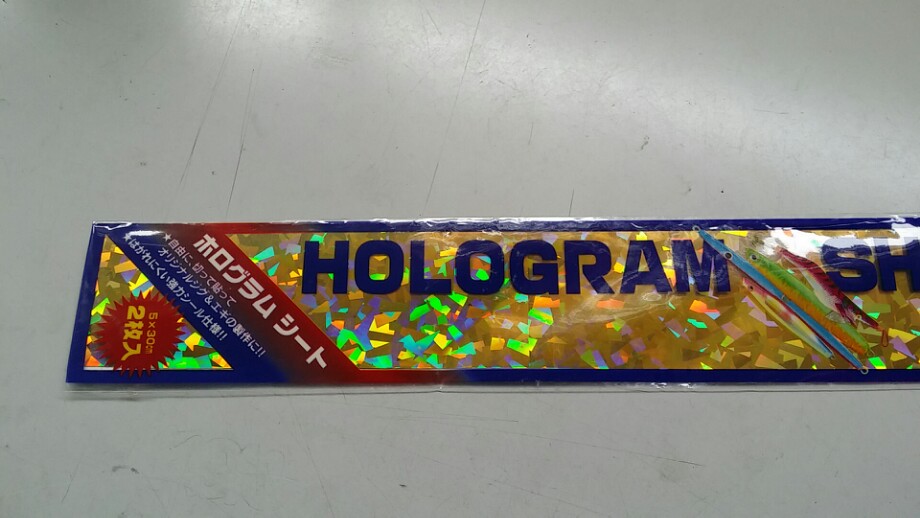 HOLOGRAM SH
ホログラム シート
★自由に、切って貼って
オリジナルジグ&エギの製作に!!
★はがれにくい強力シール仕様!!
5×30cm
2枚入